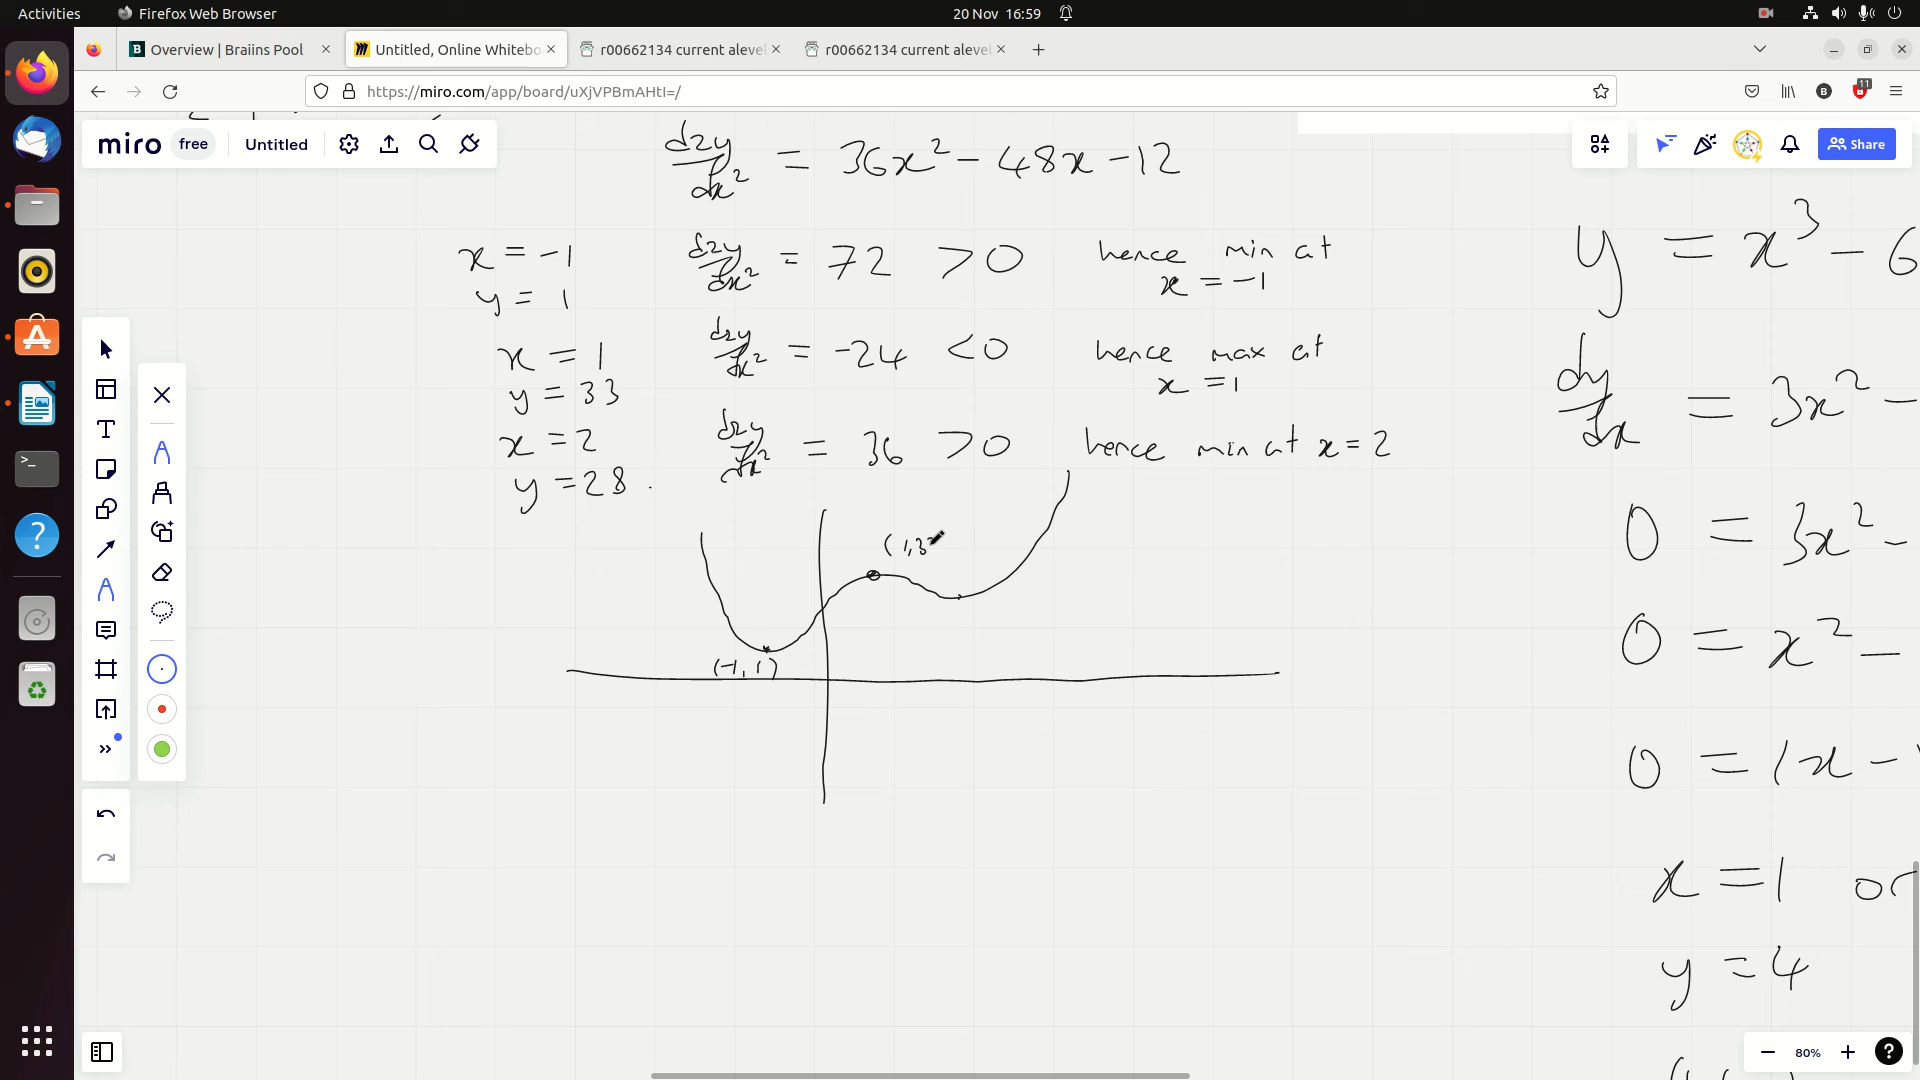 Activities Firefox Web Browser 20 Nov 16:59
Overview | Braiins Pool Untitled, Online Whitebo r00662134 current alevel r00662134 current alevel
https://miro.com/app/board/uXjVPBmAHtI=/ 11
miro free Untitled Share
d2y/dx² = 36x² - 48x - 12
x = -1 d2y/dx² = 72 > 0 hence min at
y = 1 x = -1
x = 1 d2y/dx² = -24 < 0 hence max at
y = 33 x = 1
x = 2 d2y/dx² = 36 > 0 hence min at x = 2
y = 28.
(1,3
(-1, 1)
y = x³ - 6
dy/dx = 3x² -
0 = 3x² -
0 = x² -
0 = (x -
x = 1 or
y = 4
80%